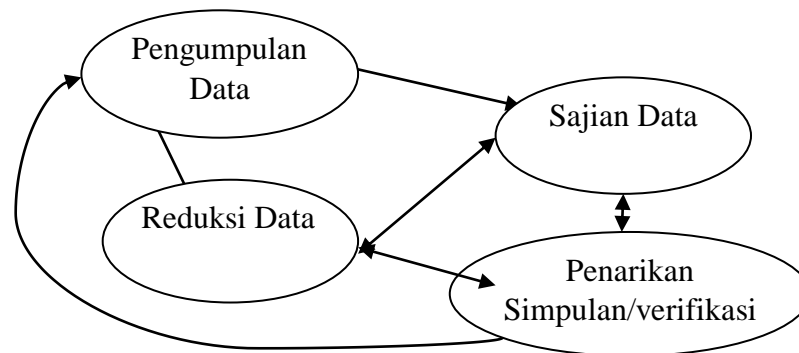 Pengumpulan
Data
Sajian Data
Reduksi Data
Penarikan
Simpulan/verifikasi